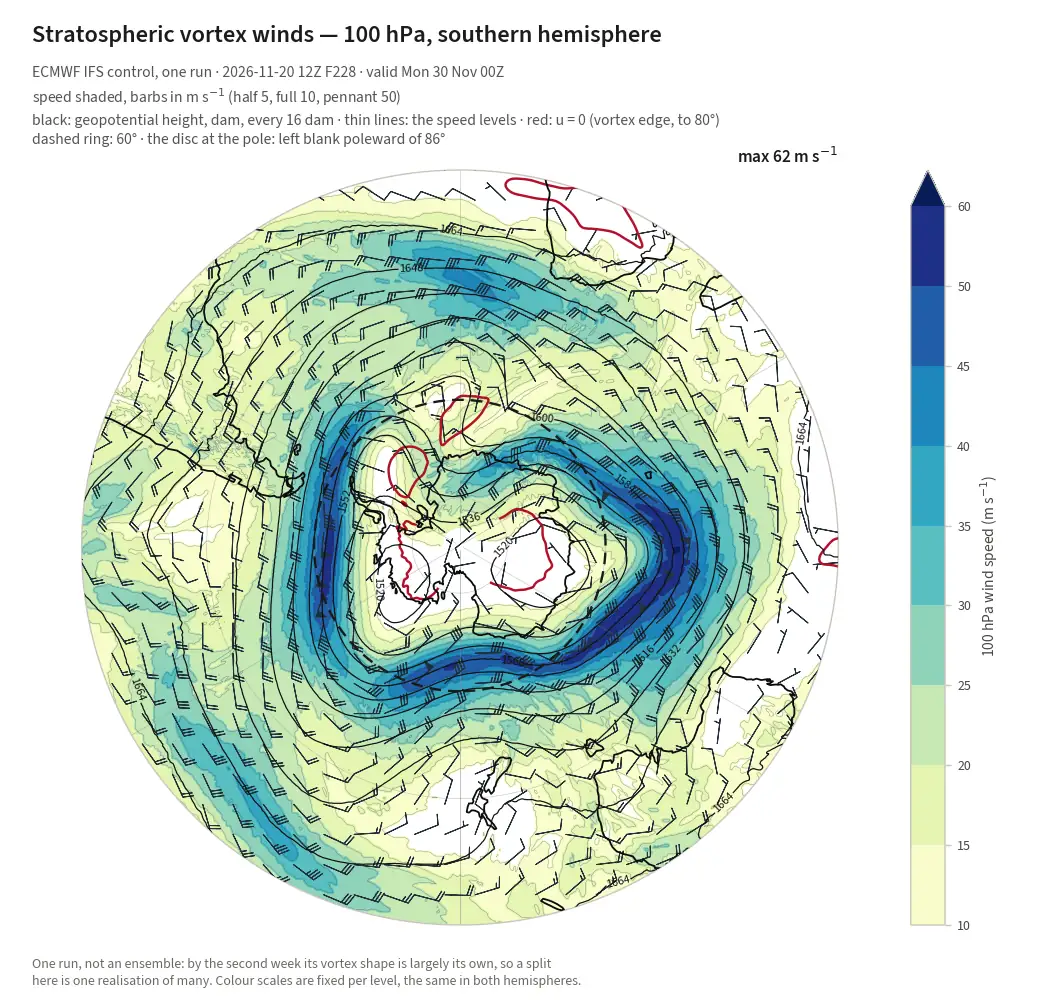 Stratospheric vortex winds — 100 hPa, southern hemisphere
ECMWF IFS control, one run · 2026-11-20 12Z F228 · valid Mon 30 Nov 00Z
speed shaded, barbs in m s⁻¹ (half 5, full 10, pennant 50)
black: geopotential height, dam, every 16 dam · thin lines: the speed levels · red: u = 0 (vortex edge, to 80°)
dashed ring: 60° · the disc at the pole: left blank poleward of 86°
max 62 m s⁻¹
1664
1648
1600
1664
1584
1552
1536
1520
1520
1568
1616
1632
1664
1664
1664
60
50
45
40
35
30
25
20
15
10
100 hPa wind speed (m s⁻¹)
One run, not an ensemble: by the second week its vortex shape is largely its own, so a split
here is one realisation of many. Colour scales are fixed per level, the same in both hemispheres.